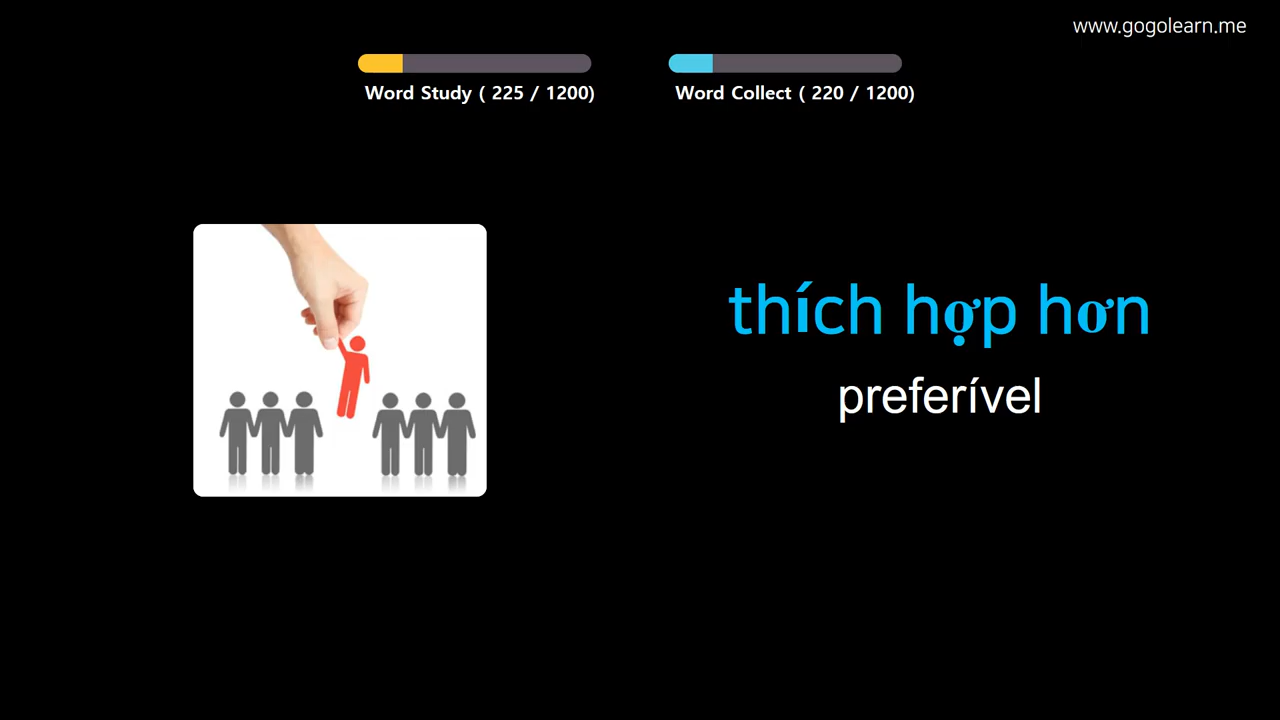 www.gogolearn.me
Word Study ( 225 / 1200)
Word Collect ( 220 / 1200)
thích hợp hơn
preferível